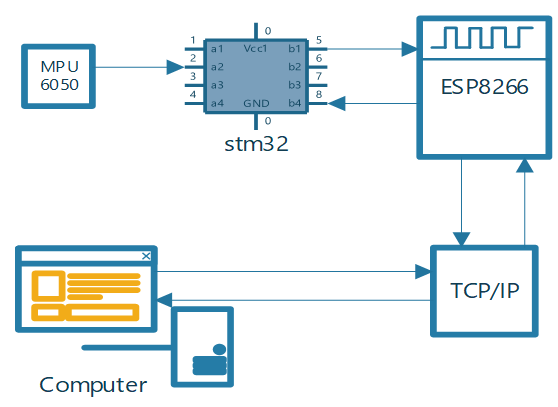 MPU
6050
0
1 a1 Vcc1 b1 5
2 a2 b2 6
3 a3 b3 7
4 a4 GND b4 8
0
stm32
ESP8266
TCP/IP
Computer